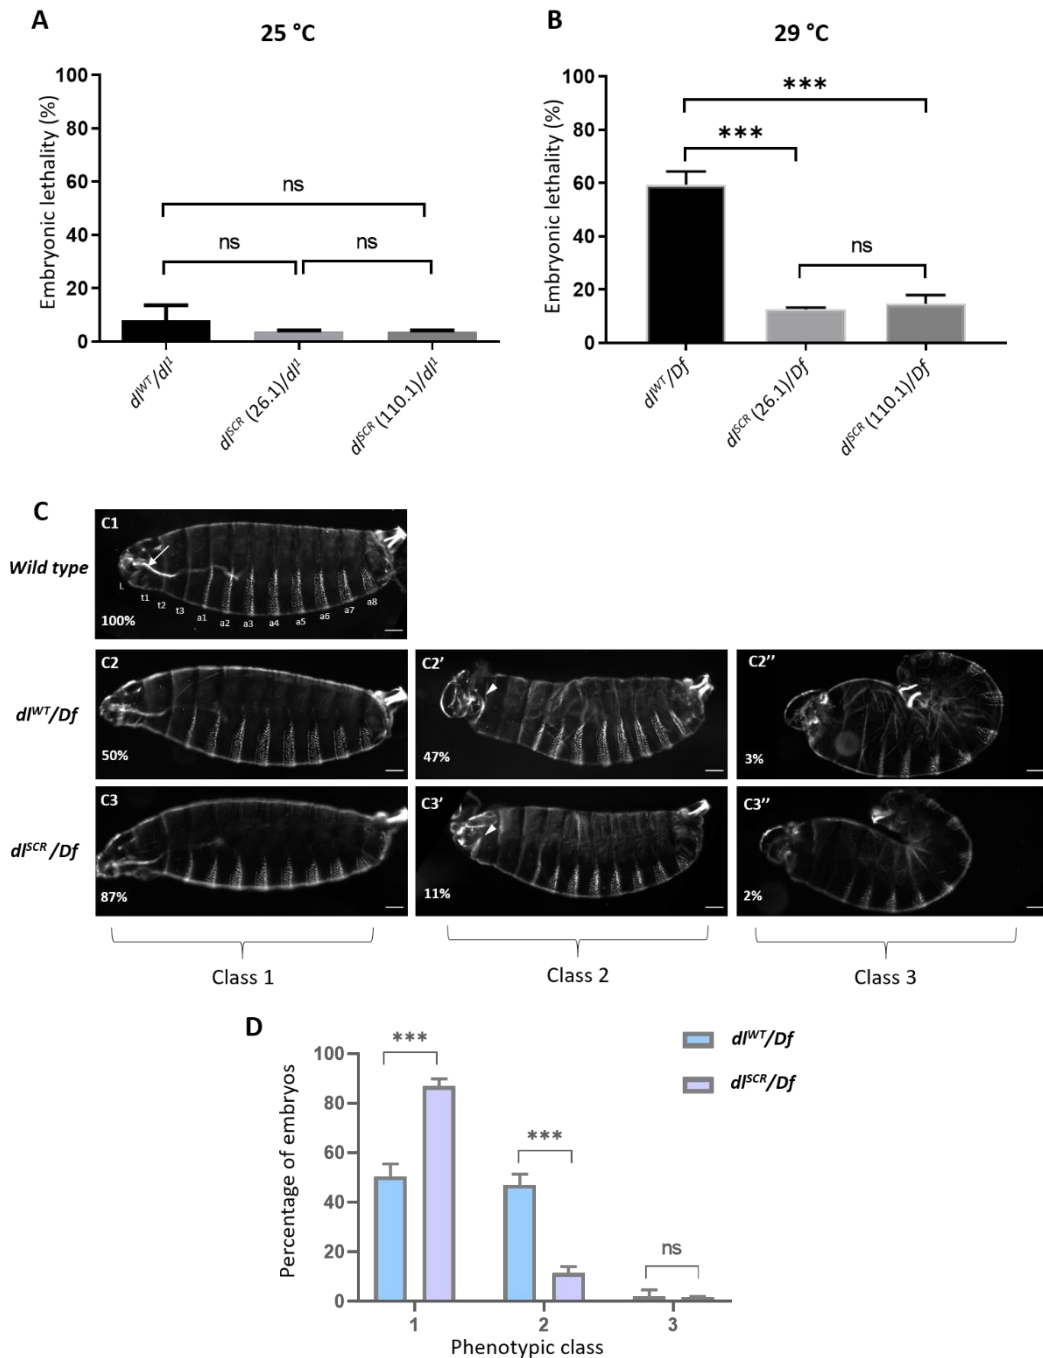 A
25 °C
Embryonic lethality (%)
100
80
60
40
20
0
ns
ns
ns
dl^WT/dl^1
dl^SCR (26.1)/dl^1
dl^SCR (110.1)/dl^1
B
29 °C
Embryonic lethality (%)
100
80
60
40
20
0
***
***
ns
dl^WT/Df
dl^SCR (26.1)/Df
dl^SCR (110.1)/Df
C
Wild type
C1
L t1 t2 t3 a1 a2 a3 a4 a5 a6 a7 a8
100%
dl^WT/Df
C2
50%
C2'
47%
C2''
3%
dl^SCR/Df
C3
87%
C3'
11%
C3''
2%
Class 1
Class 2
Class 3
D
dl^WT/Df
dl^SCR/Df
Percentage of embryos
100
80
60
40
20
0
***
***
ns
1 2 3
Phenotypic class